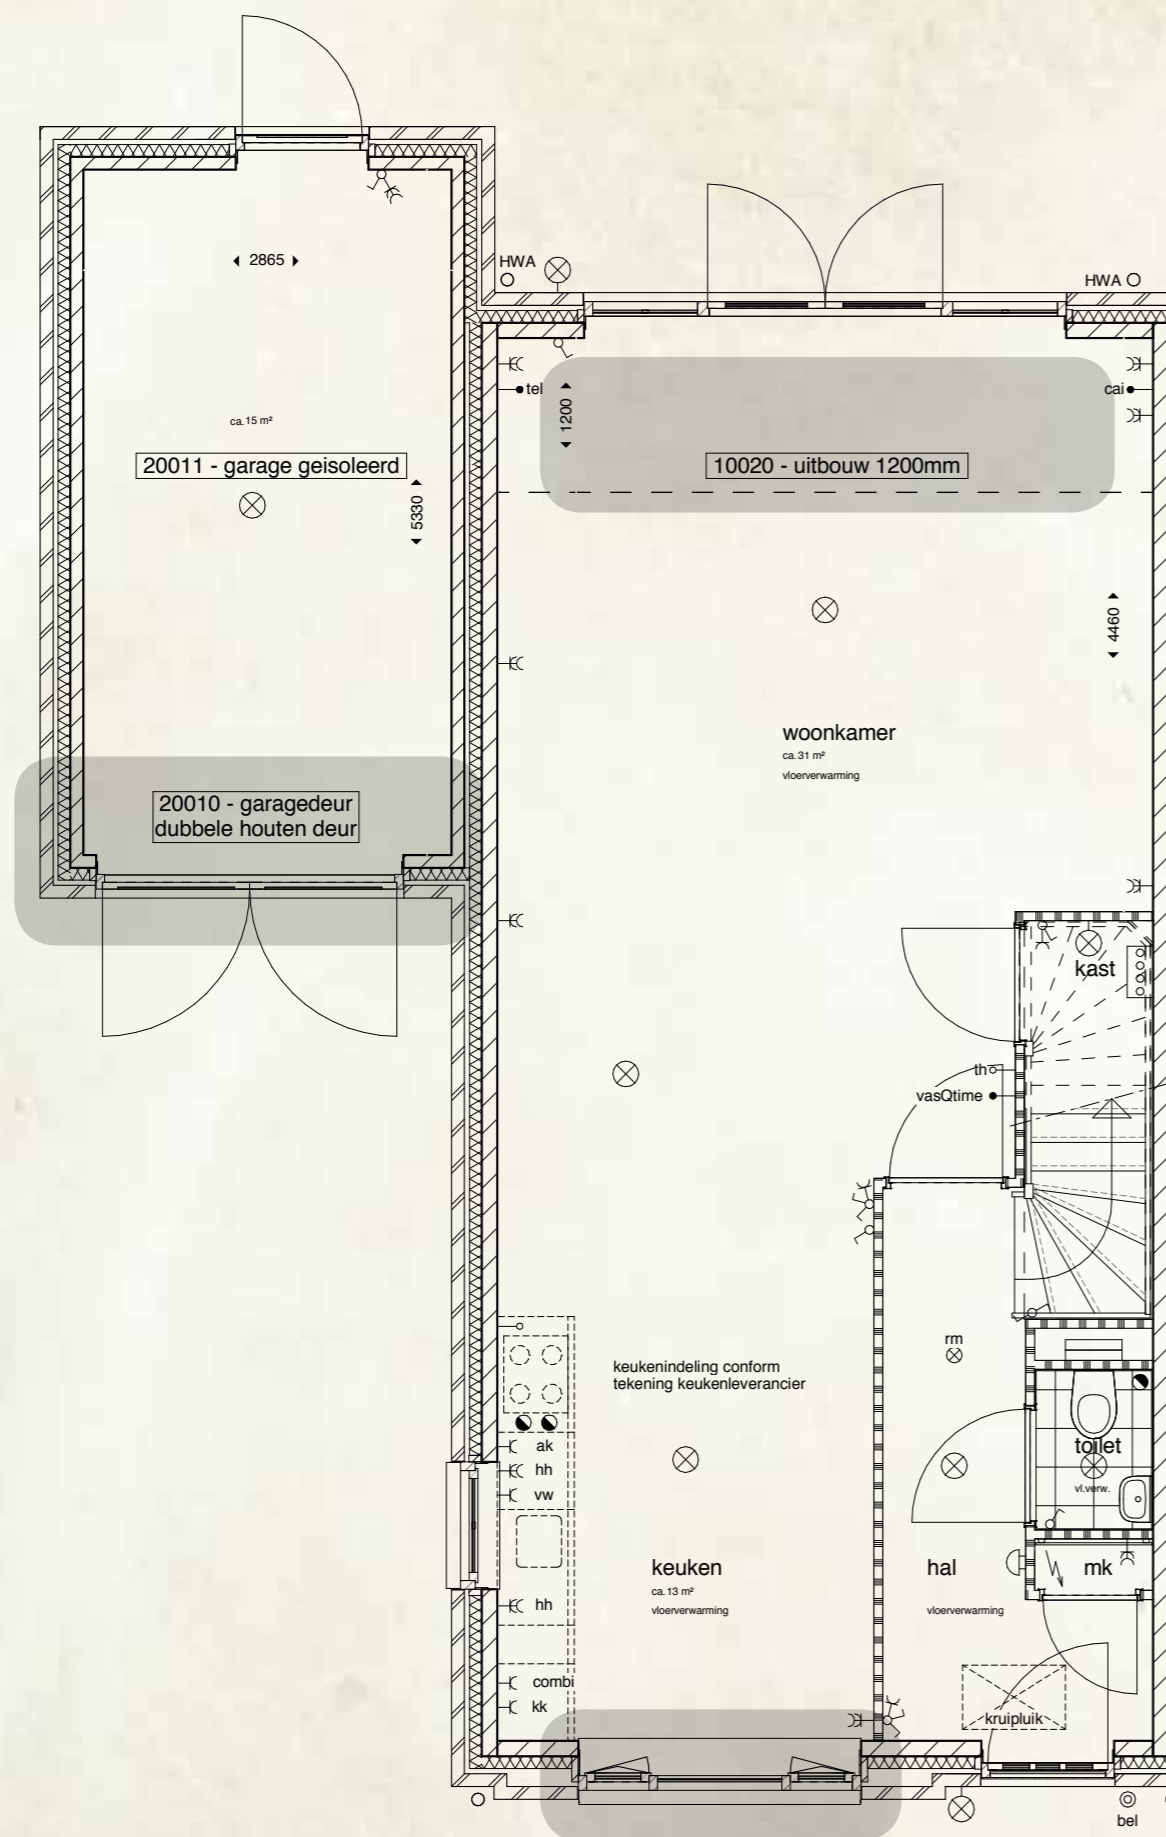 HWA
HWA
2865
tel
1200
cai
ca. 15 m²
20011 - garage geisoleerd
10020 - uitbouw 1200mm
5330
4460
woonkamer
ca. 31 m²
vloerverwarming
20010 - garagedeur
dubbele houten deur
kast
th
vasQtime
rm
keukenindeling conform
tekening keukenleverancier
ak
hh
vw
toilet
vl.verw.
keuken
ca. 13 m²
vloerverwarming
hal
vloerverwarming
mk
hh
combi
kk
kruipluik
bel